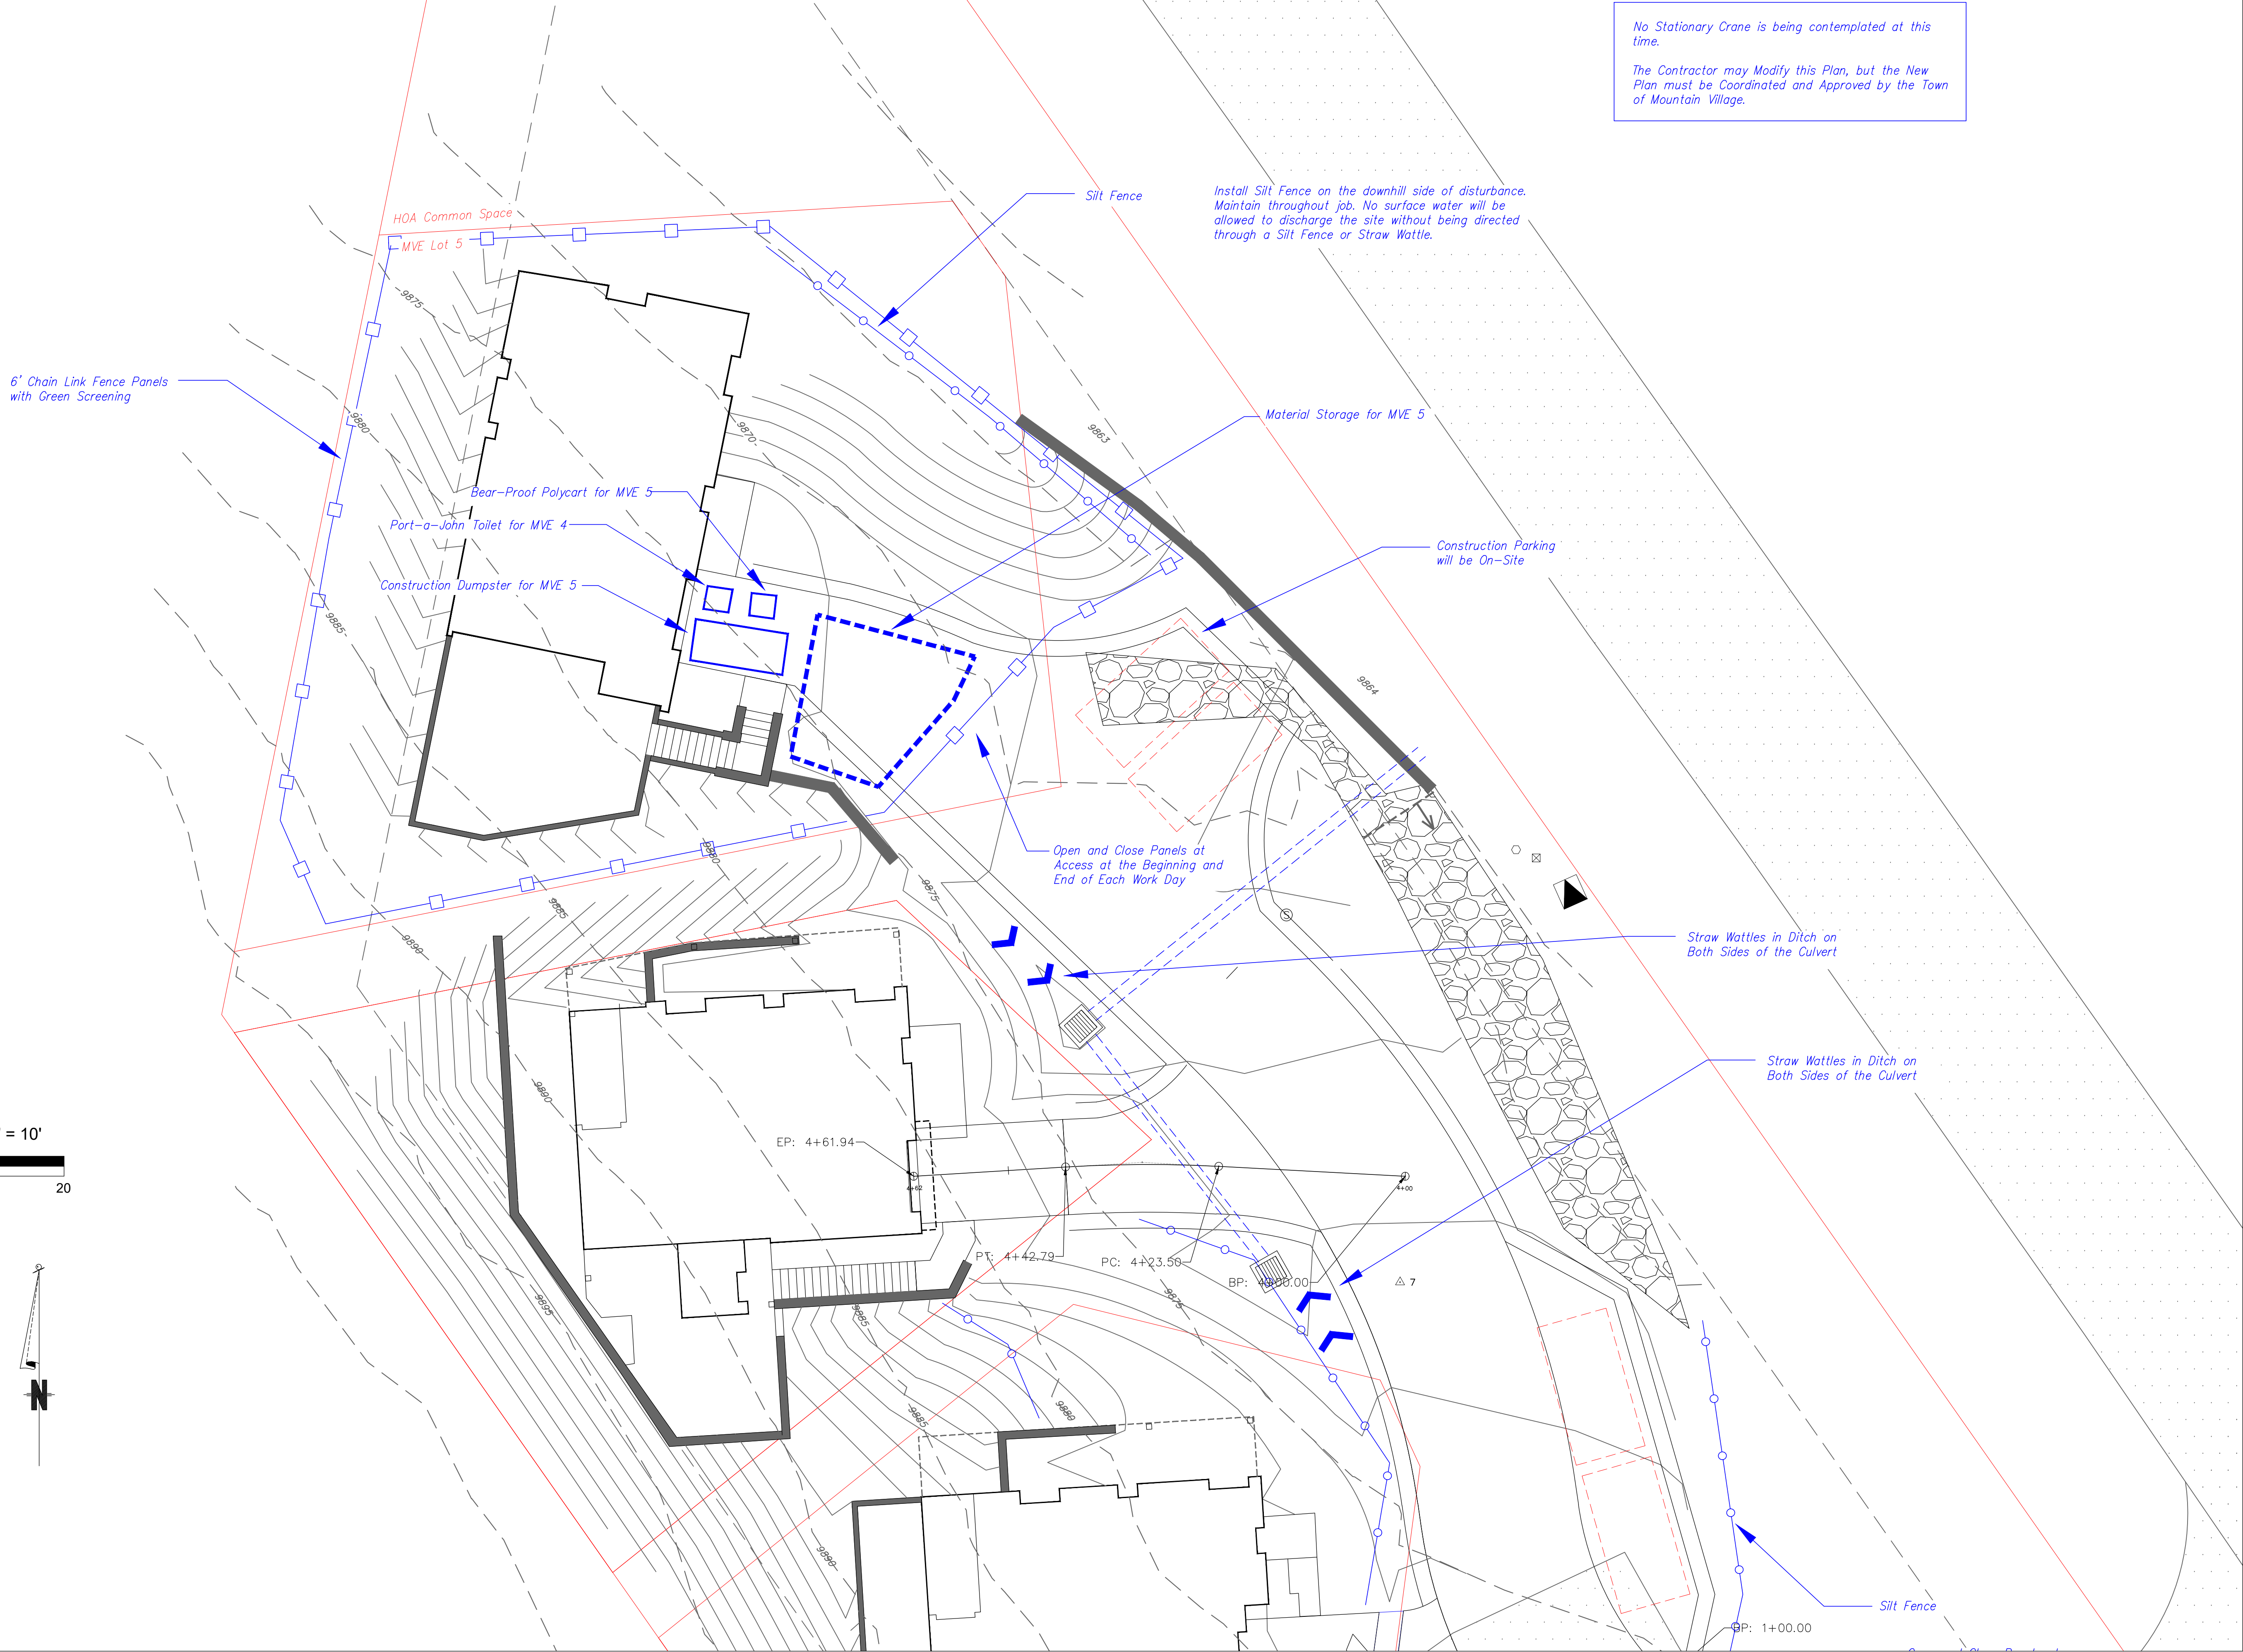 No Stationary Crane is being contemplated at this
time.
The Contractor may Modify this Plan, but the New
Plan must be Coordinated and Approved by the Town
of Mountain Village.
Silt Fence
Install Silt Fence on the downhill side of disturbance.
Maintain throughout job. No surface water will be
allowed to discharge the site without being directed
through a Silt Fence or Straw Wattle.
HOA Common Space
MVE Lot 5
9875
6' Chain Link Fence Panels
with Green Screening
9880
9870
9863
Material Storage for MVE 5
Bear-Proof Polycart for MVE 5
Port-a-John Toilet for MVE 4
Construction Dumpster for MVE 5
Construction Parking
will be On-Site
9885
9864
Open and Close Panels at
Access at the Beginning and
End of Each Work Day
9880
9875
9885
9890
S
Straw Wattles in Ditch on
Both Sides of the Culvert
Straw Wattles in Ditch on
Both Sides of the Culvert
9890
= 10'
20
EP: 4+61.94
4+62
4+00
PT: 4+42.79
PC: 4+23.50
BP: 4+00.00
7
9895
9885
9875
N
9885
9880
9890
Silt Fence
BP: 1+00.00